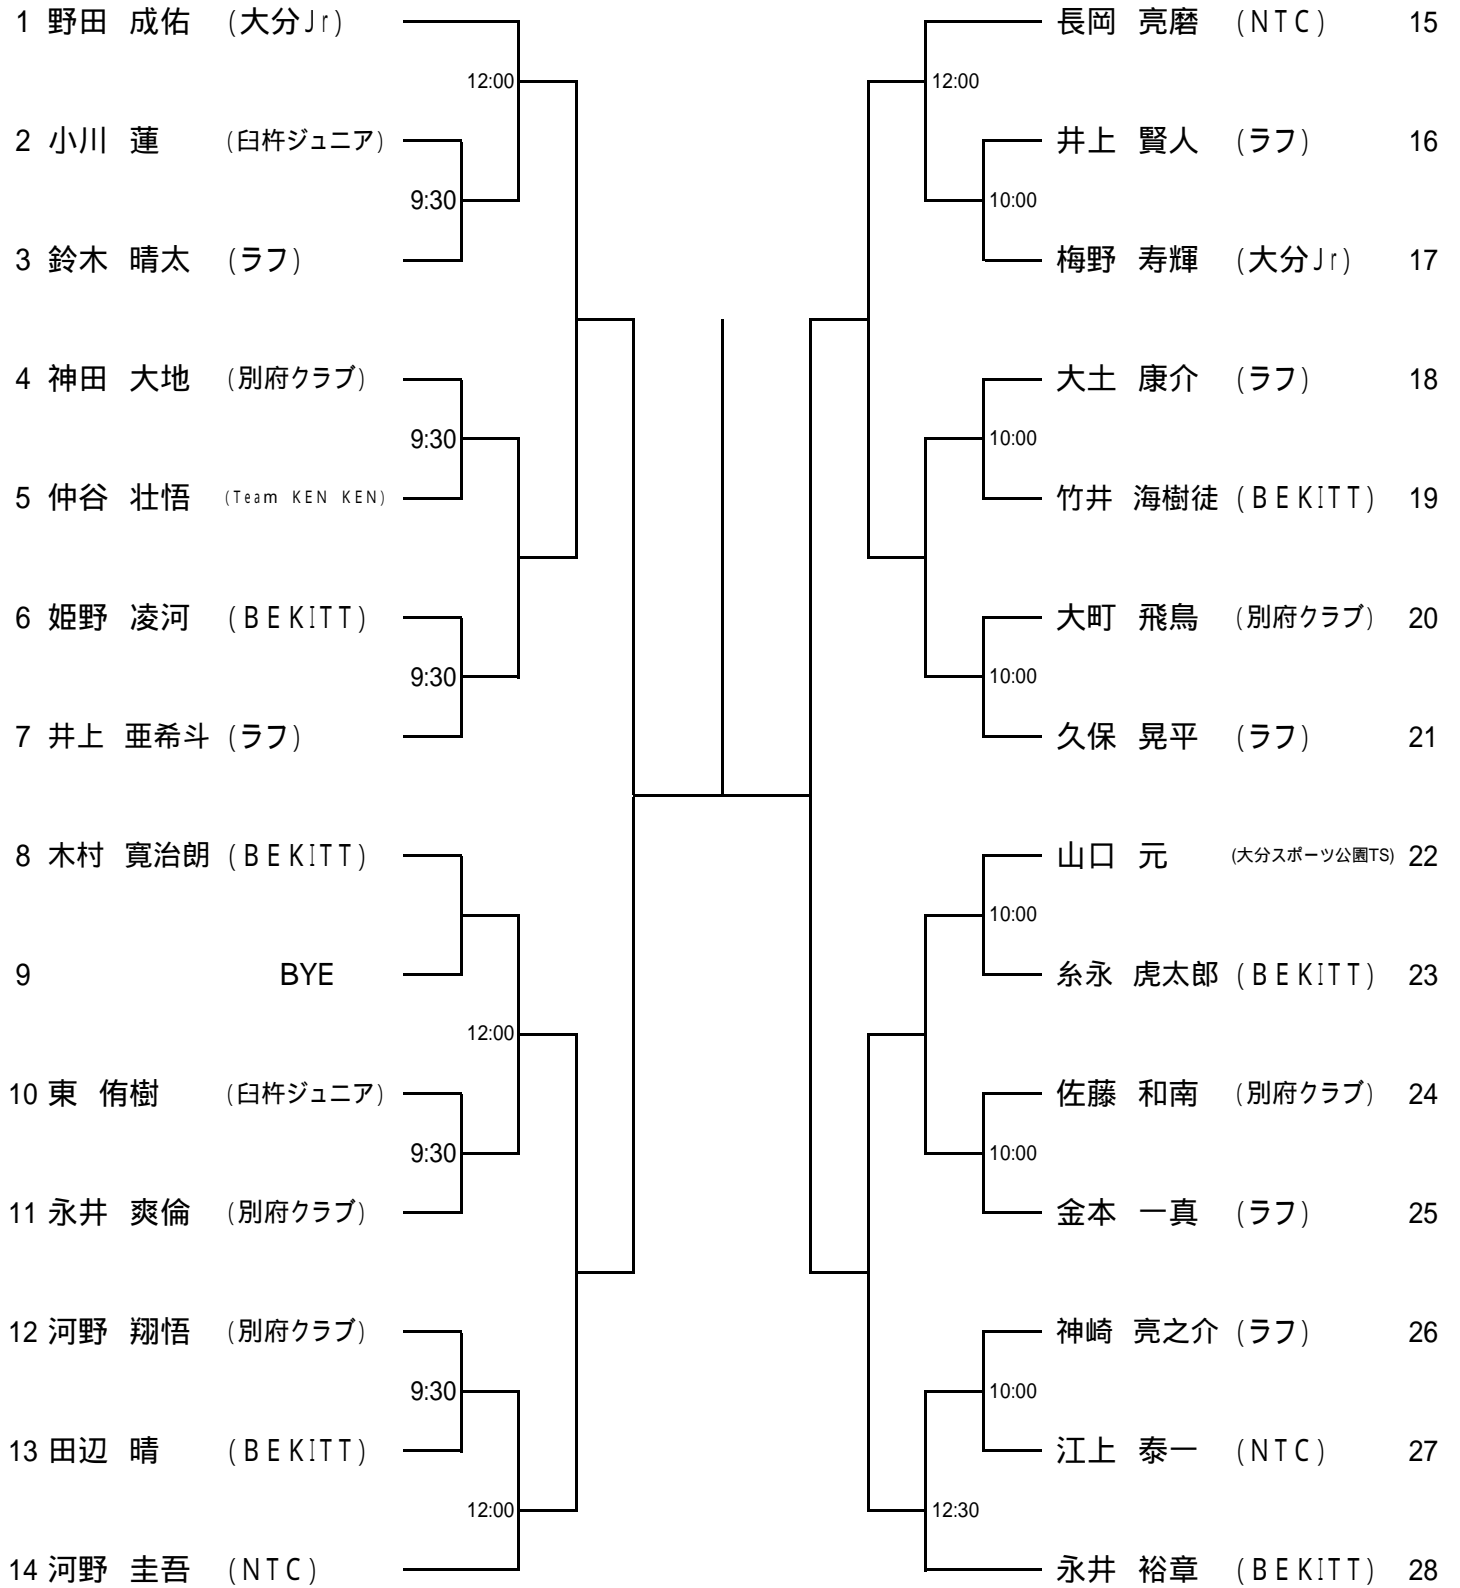 1 野田 成佑 (大分Jr)
12:00
2 小川 蓮 (臼杵ジュニア)
9:30
3 鈴木 晴太 (ラフ)
4 神田 大地 (別府クラブ)
9:30
5 仲谷 壮悟 (Team KEN KEN)
6 姫野 凌河 (BEKITT)
9:30
7 井上 亜希斗 (ラフ)
8 木村 寛治朗 (BEKITT)
9 BYE
12:00
10 東 侑樹 (臼杵ジュニア)
9:30
11 永井 爽倫 (別府クラブ)
12 河野 翔悟 (別府クラブ)
9:30
13 田辺 晴 (BEKITT)
12:00
14 河野 圭吾 (NTC)
長岡 亮磨 (NTC) 15
12:00
井上 賢人 (ラフ) 16
10:00
梅野 寿輝 (大分Jr) 17
大土 康介 (ラフ) 18
10:00
竹井 海樹徒 (BEKITT) 19
大町 飛鳥 (別府クラブ) 20
10:00
久保 晃平 (ラフ) 21
山口 元 (大分スポーツ公園TS) 22
10:00
糸永 虎太郎 (BEKITT) 23
佐藤 和南 (別府クラブ) 24
10:00
金本 一真 (ラフ) 25
神崎 亮之介 (ラフ) 26
10:00
江上 泰一 (NTC) 27
12:30
永井 裕章 (BEKITT) 28